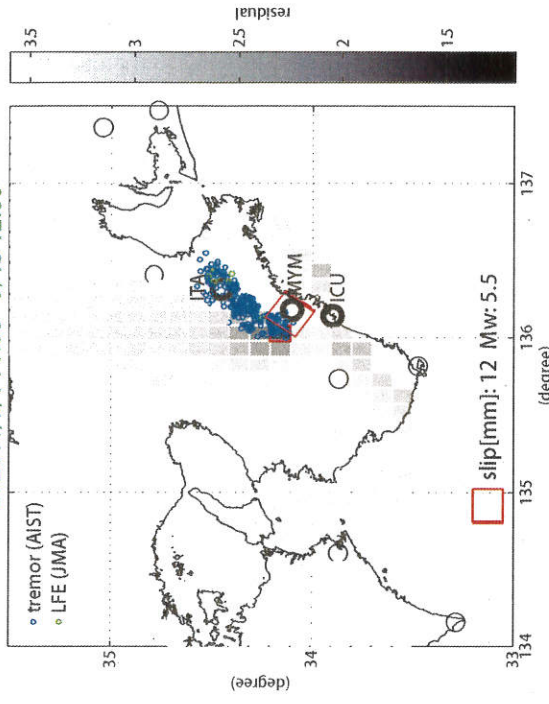 tremor (AIST)
LFE (JMA)
ITA
MYM
ICU
slip[mm]: 12 Mw: 5.5
35
34
33
134
135
136
137
(degree)
(degree)
3.5
3
2.5
2
1.5
residual